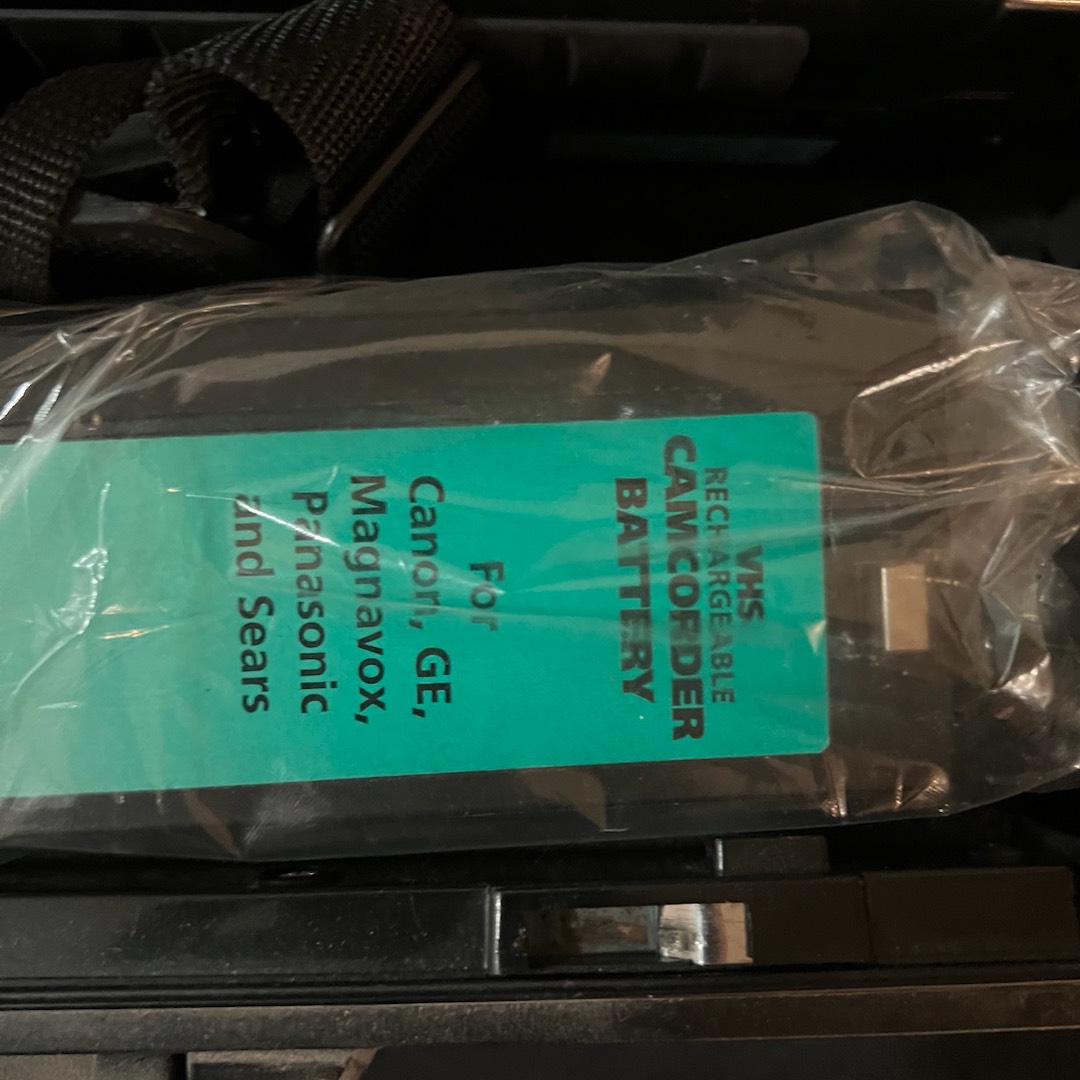 VHS
RECHARGEABLE
CAMCORDER
BATTERY
For
Canon, GE,
Magnavox,
Panasonic
and Sears